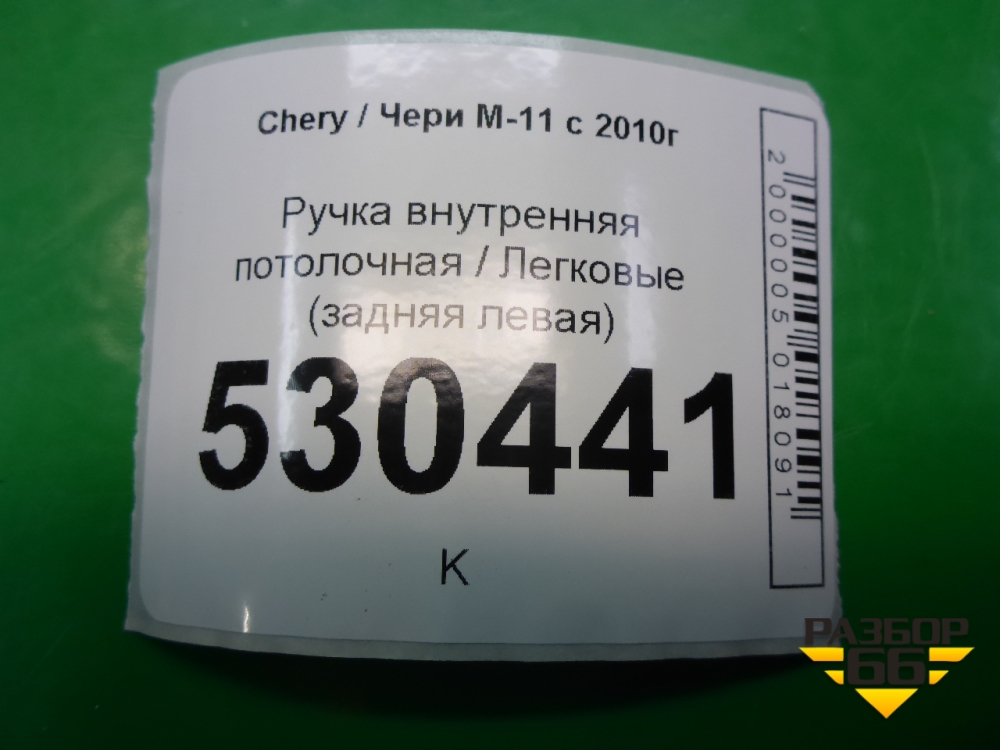 Chery / Чери М-11 с 2010г
Ручка внутренняя
потолочная / Легковые
(задняя левая)
530441
К
2000005018091
РАЗБОР
66